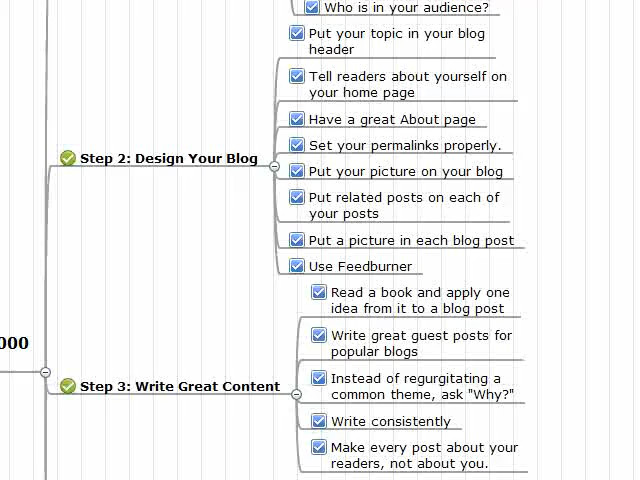 Who is in your audience?
Put your topic in your blog
header
Tell readers about yourself on
your home page
Have a great About page
Set your permalinks properly.
Step 2: Design Your Blog
Put your picture on your blog
Put related posts on each of
your posts
Put a picture in each blog post
Use Feedburner
Read a book and apply one
idea from it to a blog post
000
Write great guest posts for
popular blogs
Step 3: Write Great Content
Instead of regurgitating a
common theme, ask "Why?"
Write consistently
Make every post about your
readers, not about you.